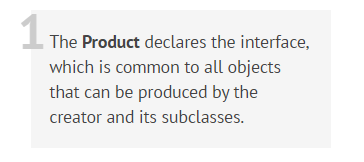 1
The Product declares the interface,
which is common to all objects
that can be produced by the
creator and its subclasses.